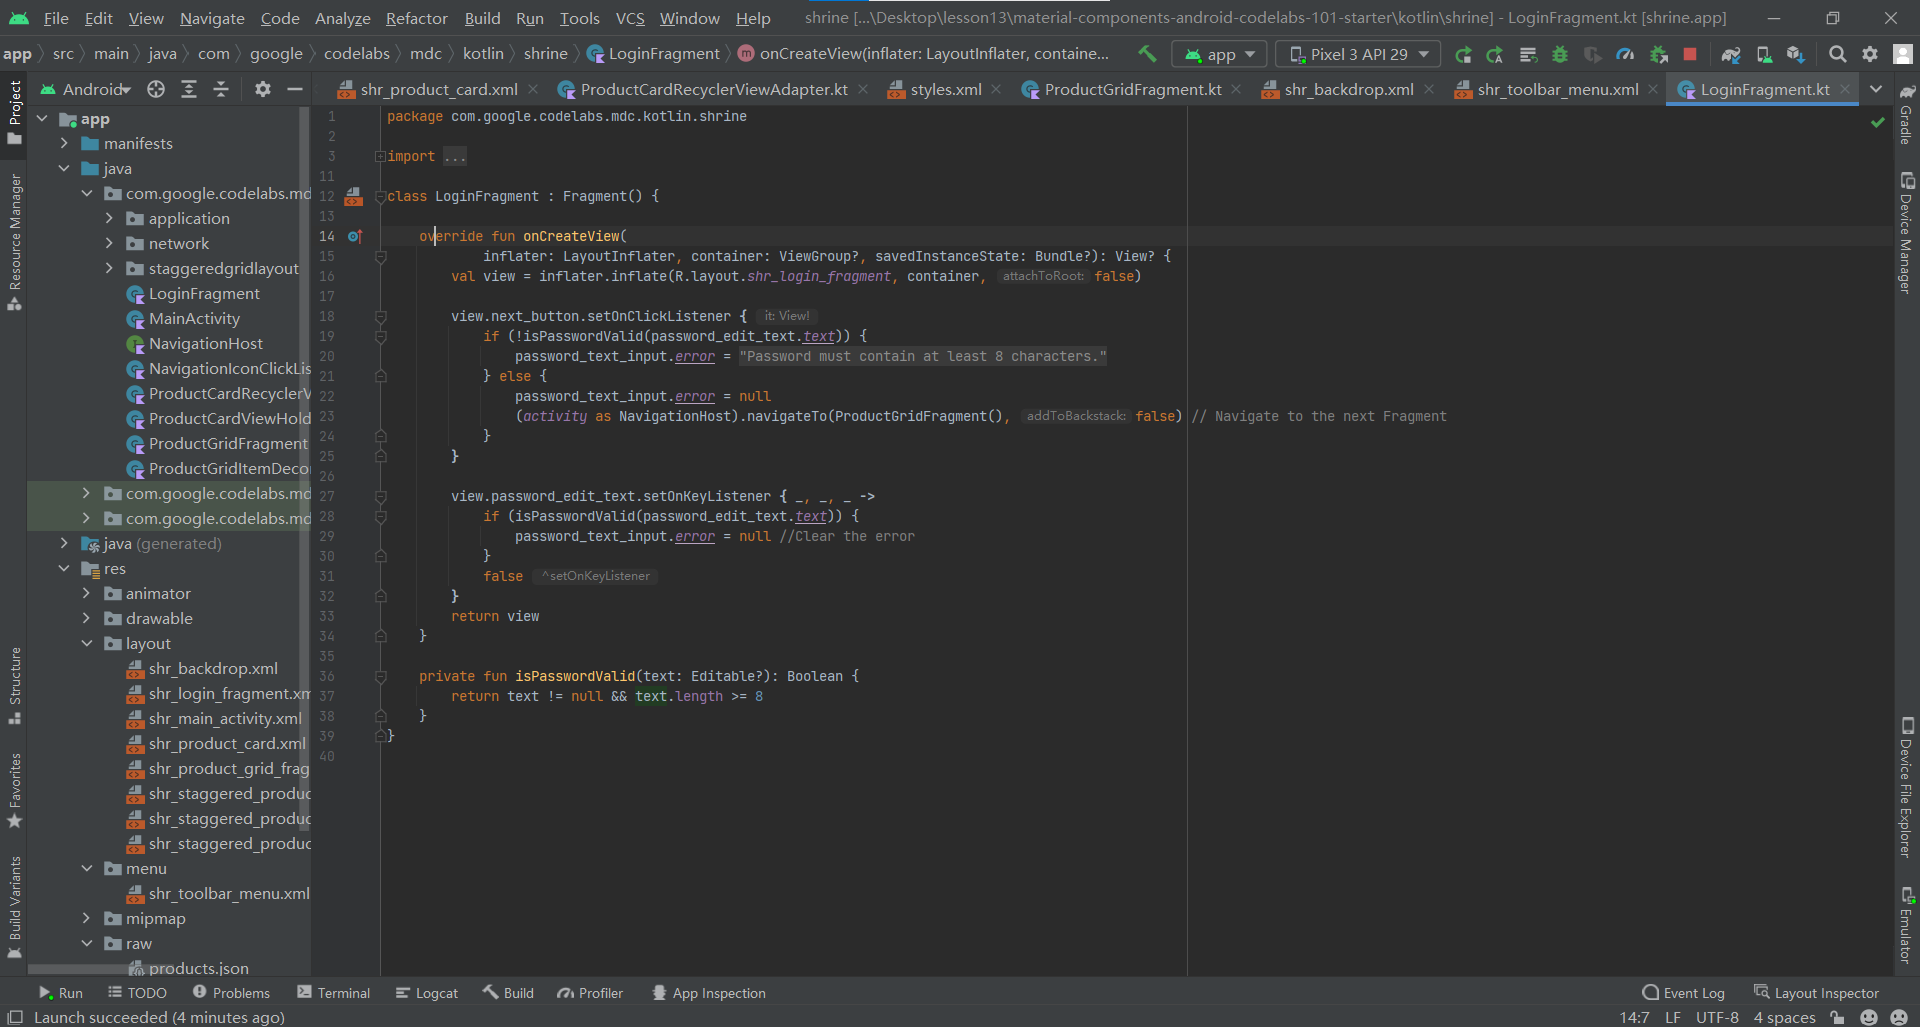 File Edit View Navigate Code Analyze Refactor Build Run Tools VCS Window Help shrine [...\Desktop\lesson13\material-components-android-codelabs-101-starter\kotlin\shrine] - LoginFragment.kt [shrine.app]
app src main java com google codelabs mdc kotlin shrine LoginFragment onCreateView(inflater: LayoutInflater, containe... app Pixel 3 API 29
Android shr_product_card.xml ProductCardRecyclerViewAdapter.kt styles.xml ProductGridFragment.kt shr_backdrop.xml shr_toolbar_menu.xml LoginFragment.kt
Project
Resource Manager
Structure
Favorites
Build Variants
app
manifests
java
com.google.codelabs.md
application
network
staggeredgridlayout
LoginFragment
MainActivity
NavigationHost
NavigationIconClickLis
ProductCardRecyclerV
ProductCardViewHold
ProductGridFragment
ProductGridItemDeco
com.google.codelabs.md
com.google.codelabs.md
java (generated)
res
animator
drawable
layout
shr_backdrop.xml
shr_login_fragment.xm
shr_main_activity.xml
shr_product_card.xml
shr_product_grid_frag
shr_staggered_produc
shr_staggered_produc
shr_staggered_produc
menu
shr_toolbar_menu.xml
mipmap
raw
products.json
1 package com.google.codelabs.mdc.kotlin.shrine
2
3 import ...
11
12 class LoginFragment : Fragment() {
13
14 override fun onCreateView(
15 inflater: LayoutInflater, container: ViewGroup?, savedInstanceState: Bundle?): View? {
16 val view = inflater.inflate(R.layout.shr_login_fragment, container, attachToRoot: false)
17
18 view.next_button.setOnClickListener { it: View!
19 if (!isPasswordValid(password_edit_text.text)) {
20 password_text_input.error = "Password must contain at least 8 characters."
21 } else {
22 password_text_input.error = null
23 (activity as NavigationHost).navigateTo(ProductGridFragment(), addToBackstack: false) // Navigate to the next Fragment
24 }
25 }
26
27 view.password_edit_text.setOnKeyListener { _, _, _ ->
28 if (isPasswordValid(password_edit_text.text)) {
29 password_text_input.error = null //Clear the error
30 }
31 false ^setOnKeyListener
32 }
33 return view
34 }
35
36 private fun isPasswordValid(text: Editable?): Boolean {
37 return text != null && text.length >= 8
38 }
39 }
40
Gradle
Device Manager
Device File Explorer
Emulator
Run TODO Problems Terminal Logcat Build Profiler App Inspection Event Log Layout Inspector
Launch succeeded (4 minutes ago) 14:7 LF UTF-8 4 spaces